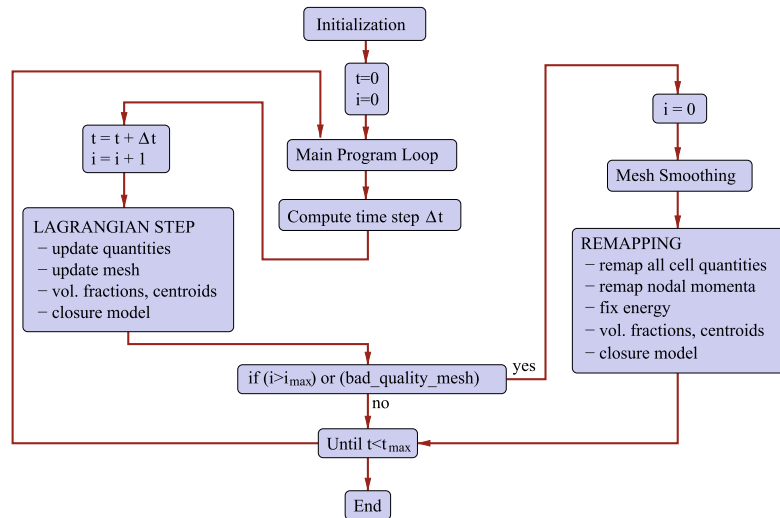 Initialization
t=0
i=0
Main Program Loop
Compute time step Δt
t = t + Δt
i = i + 1
LAGRANGIAN STEP
− update quantities
− update mesh
− vol. fractions, centroids
− closure model
if (i>imax) or (bad_quality_mesh)
yes
no
i = 0
Mesh Smoothing
REMAPPING
− remap all cell quantities
− remap nodal momenta
− fix energy
− vol. fractions, centroids
− closure model
Until t<tmax
End